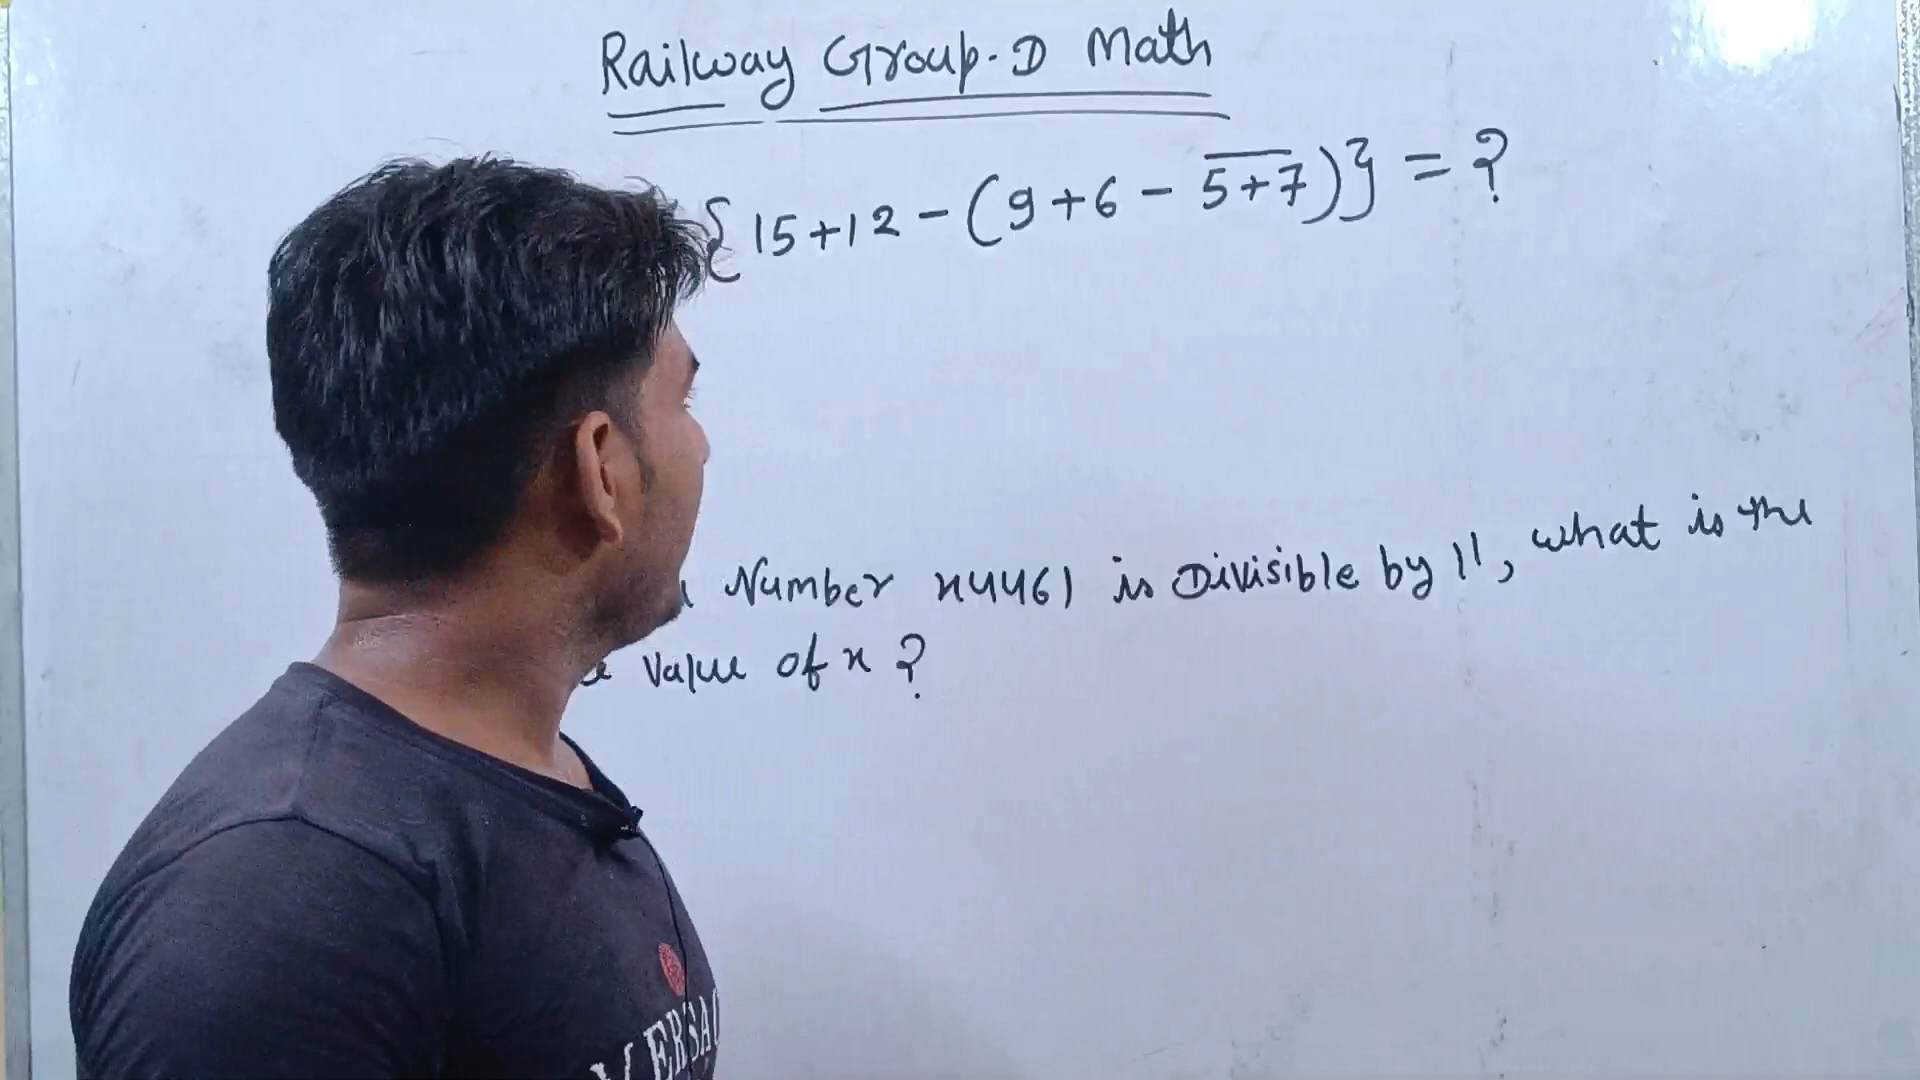 Railway Group-D Math
{15+12-(9+6-5̅+̅7̅)} = ?
Number x4461 is Divisible by 11, what is the
value of x ?
VERSAC